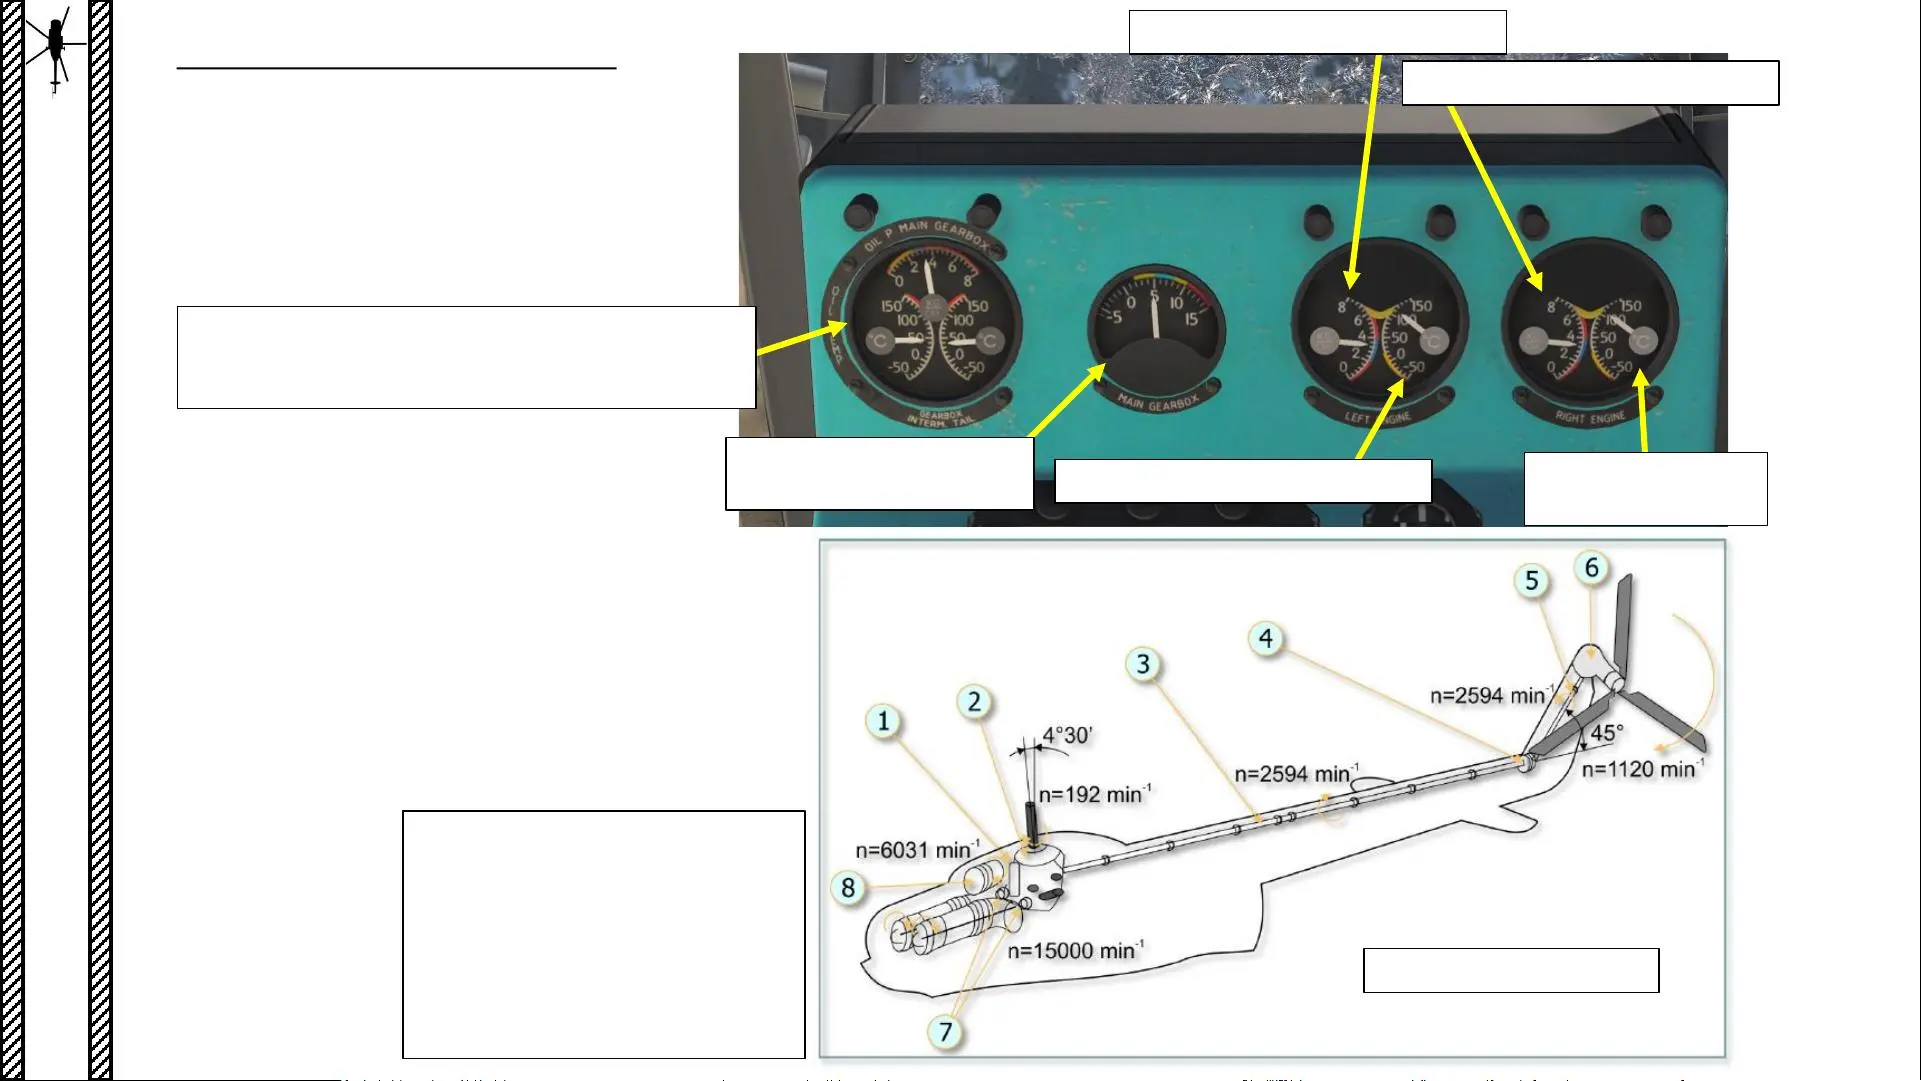 OIL P MAIN GEARBOX
0 2 4 6 8
150 150
100 100
50 50
0 0
-50 -50
°C °C
GEARBOX
INTERM. TAIL
-5 0 5 10 15
MAIN GEARBOX
8 6 4 2 0
150 100 50 0 -50
°C
LEFT ENGINE
8 6 4 2 0
150 100 50 0 -50
°C
RIGHT ENGINE
6
5
4
3
n=2594 min-1
2
1
4°30'
45°
n=2594 min-1
n=1120 min-1
n=192 min-1
n=6031 min-1
8
n=15000 min-1
7